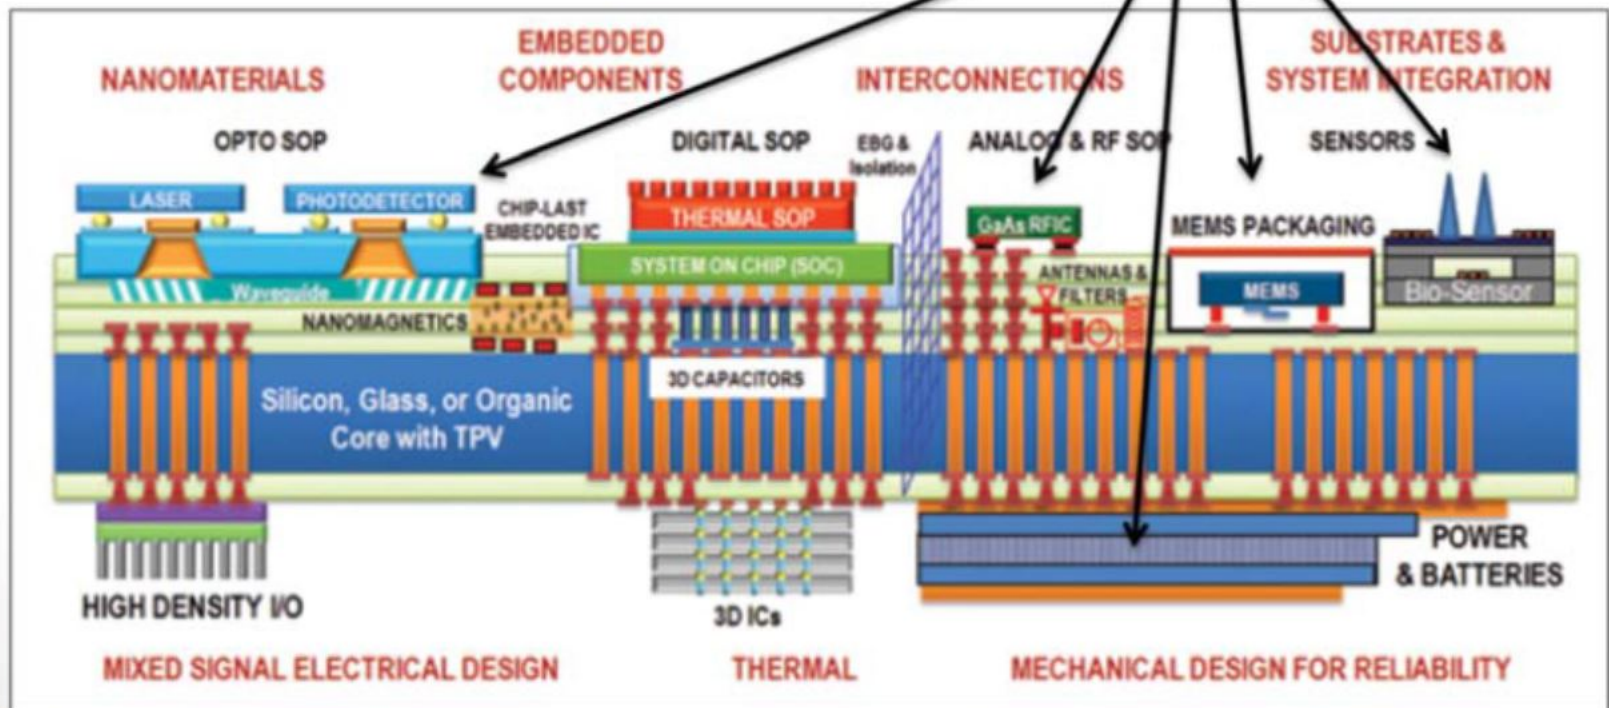 EMBEDDED
SUBSTRATES &
NANOMATERIALS
COMPONENTS
INTERCONNECTIONS
SYSTEM INTEGRATION
OPTO SOP
DIGITAL SOP
EBG &
Isolation
ANALOG & RF SOP
SENSORS
LASER
PHOTODETECTOR
CHIP-LAST
EMBEDDED IC
THERMAL SOP
GaAs RFIC
MEMS PACKAGING
SYSTEM ON CHIP (SOC)
ANTENNAS &
FILTERS
MEMS
Bio-Sensor
Waveguide
NANOMAGNETICS
3D CAPACITORS
Silicon, Glass, or Organic
Core with TPV
POWER
& BATTERIES
HIGH DENSITY I/O
3D ICs
MIXED SIGNAL ELECTRICAL DESIGN
THERMAL
MECHANICAL DESIGN FOR RELIABILITY